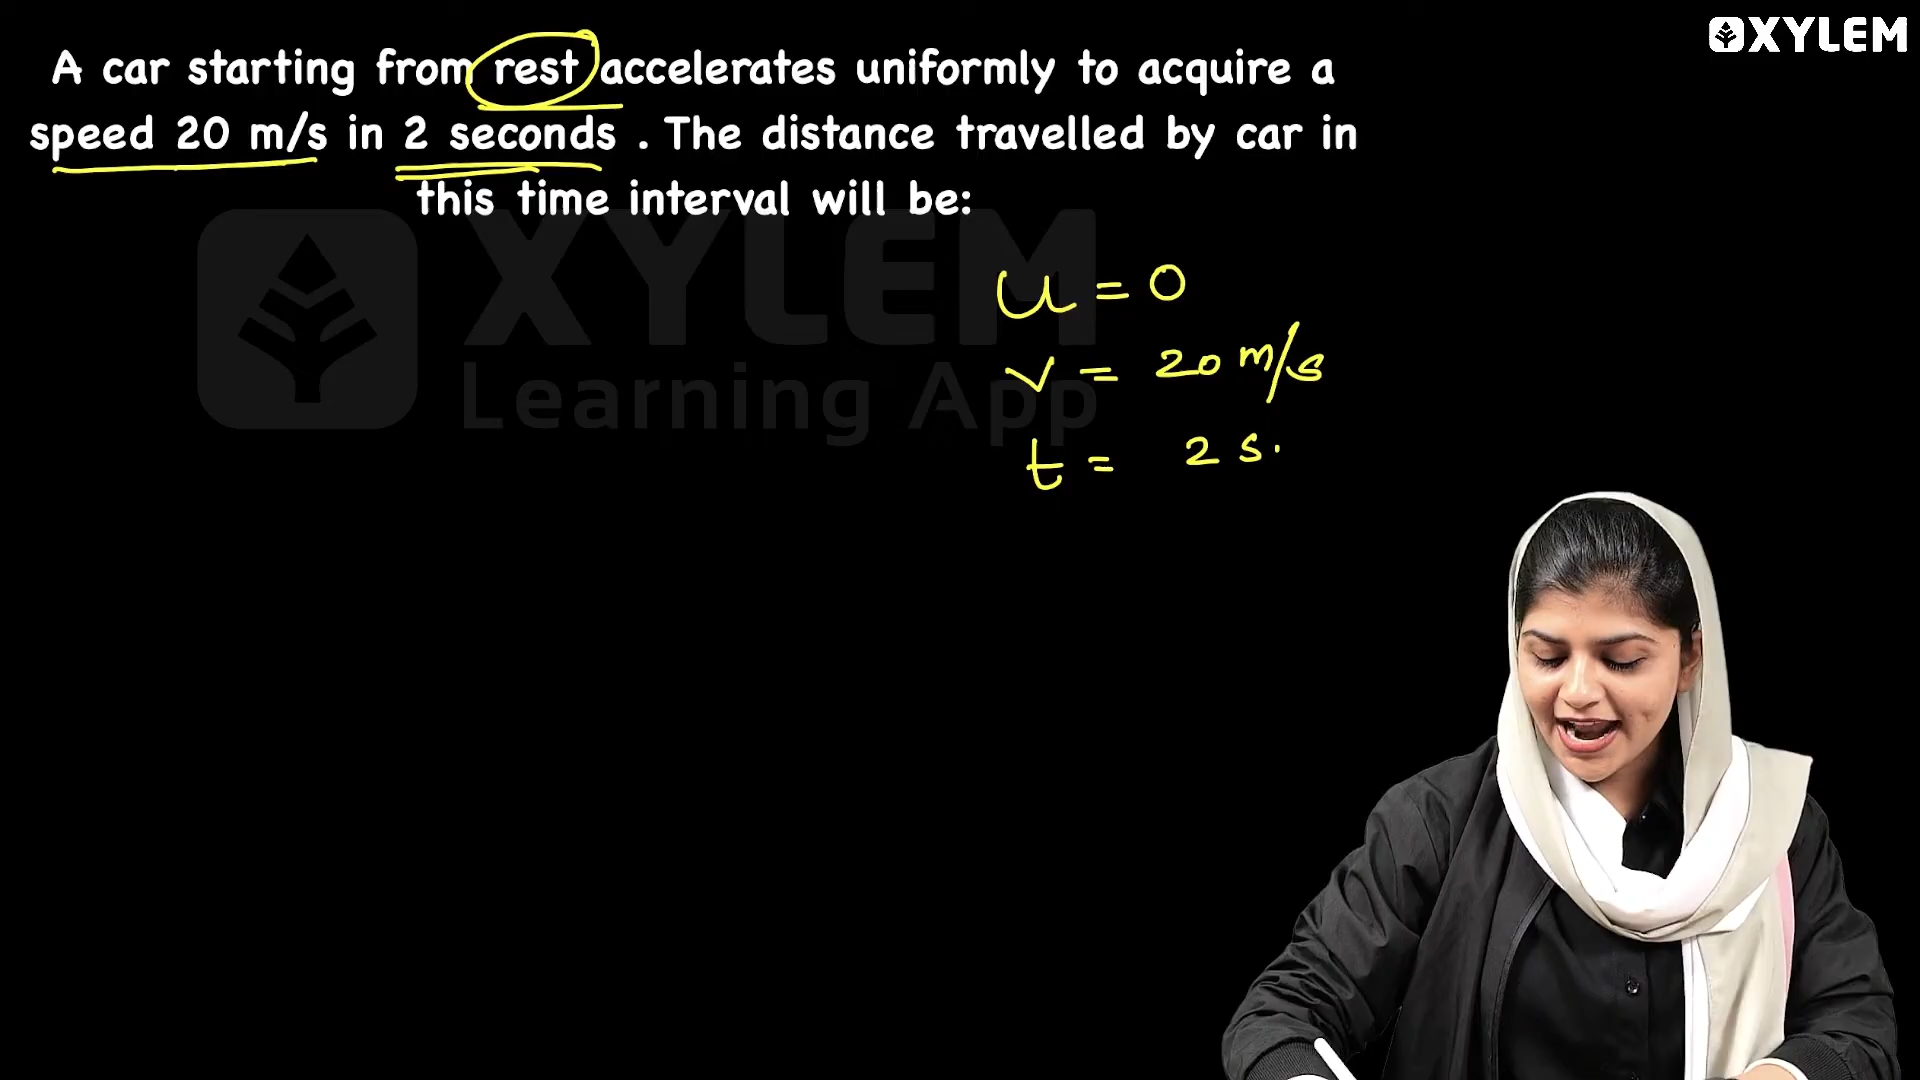 XYLEM
A car starting from rest accelerates uniformly to acquire a
speed 20 m/s in 2 seconds . The distance travelled by car in
this time interval will be:
XYLEM
Learning App
u = 0
v = 20 m/s
t = 2 s.